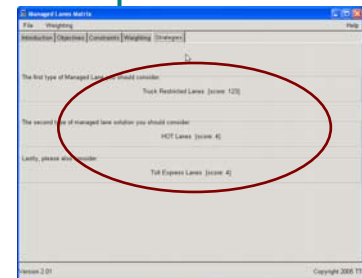 Managed Lanes Matrix
File Weighting Help
Introduction Objectives Constraints Weighting Strategies
The first type of Managed Lane you should consider:
Truck Restricted Lanes [score: 123]
The second type of managed lane solution you should consider:
HOT Lanes [score: 4]
Lastly, please also consider:
Toll Express Lanes [score: 4]
Version 2.01 Copyright 2005 TTI